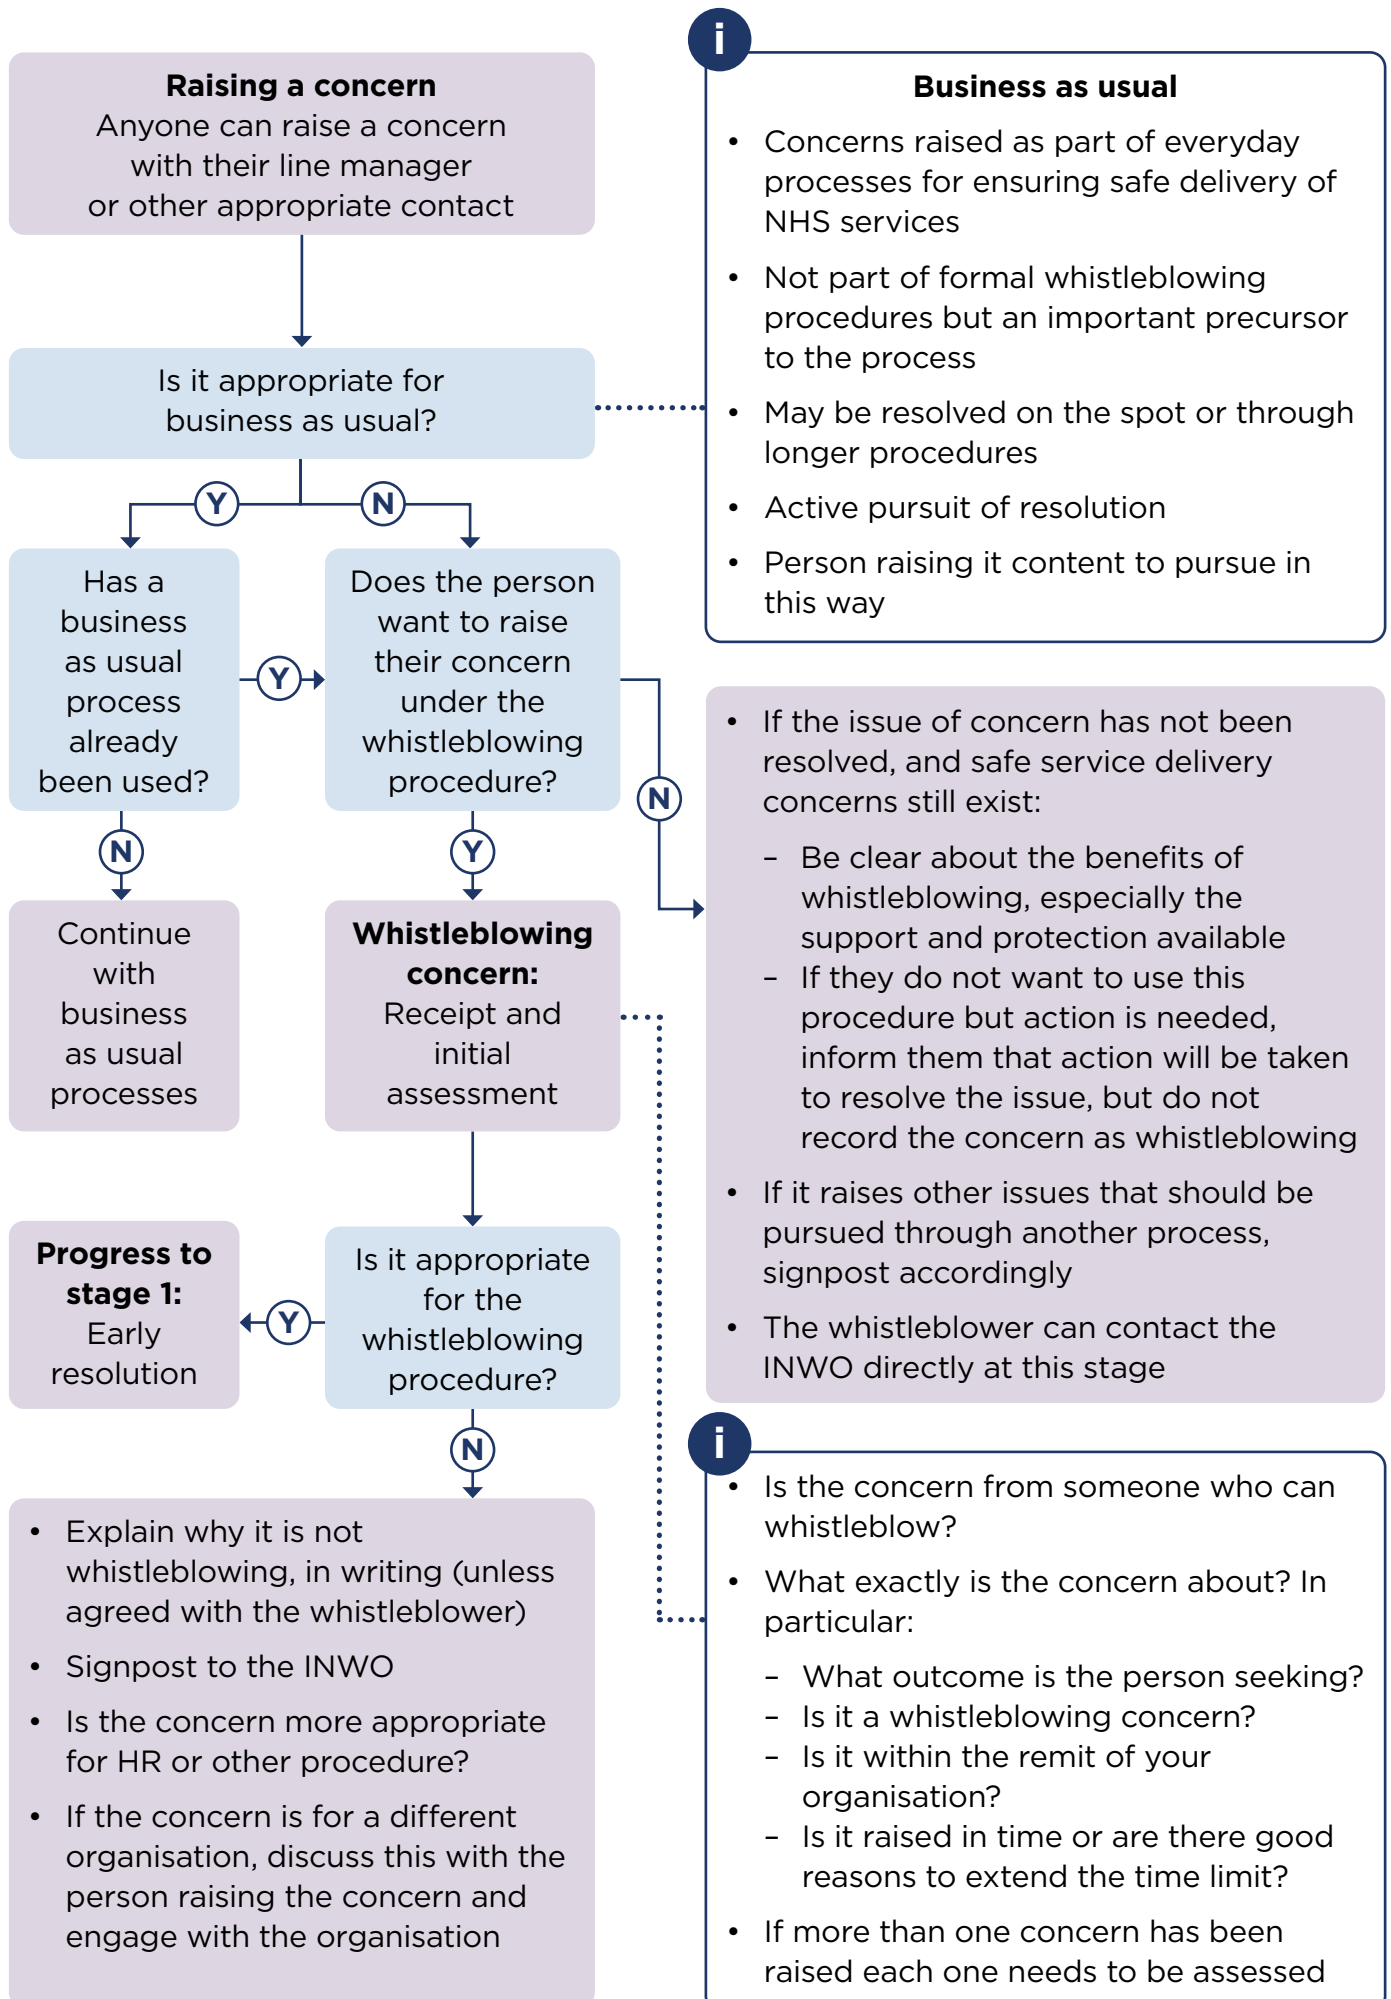 Raising a concern
Anyone can raise a concern
with their line manager
or other appropriate contact
i
Business as usual
• Concerns raised as part of everyday
processes for ensuring safe delivery of
NHS services
• Not part of formal whistleblowing
procedures but an important precursor
to the process
• May be resolved on the spot or through
longer procedures
• Active pursuit of resolution
• Person raising it content to pursue in
this way
Is it appropriate for
business as usual?
Y
N
Has a
business
as usual
process
already
been used?
Y
Does the person
want to raise
their concern
under the
whistleblowing
procedure?
N
N
Y
• If the issue of concern has not been
resolved, and safe service delivery
concerns still exist:
– Be clear about the benefits of
whistleblowing, especially the
support and protection available
– If they do not want to use this
procedure but action is needed,
inform them that action will be taken
to resolve the issue, but do not
record the concern as whistleblowing
• If it raises other issues that should be
pursued through another process,
signpost accordingly
• The whistleblower can contact the
INWO directly at this stage
Continue
with
business
as usual
processes
Whistleblowing
concern:
Receipt and
initial
assessment
Progress to
stage 1:
Early
resolution
Y
Is it appropriate
for the
whistleblowing
procedure?
N
• Explain why it is not
whistleblowing, in writing (unless
agreed with the whistleblower)
• Signpost to the INWO
• Is the concern more appropriate
for HR or other procedure?
• If the concern is for a different
organisation, discuss this with the
person raising the concern and
engage with the organisation
i
• Is the concern from someone who can
whistleblow?
• What exactly is the concern about? In
particular:
– What outcome is the person seeking?
– Is it a whistleblowing concern?
– Is it within the remit of your
organisation?
– Is it raised in time or are there good
reasons to extend the time limit?
• If more than one concern has been
raised each one needs to be assessed